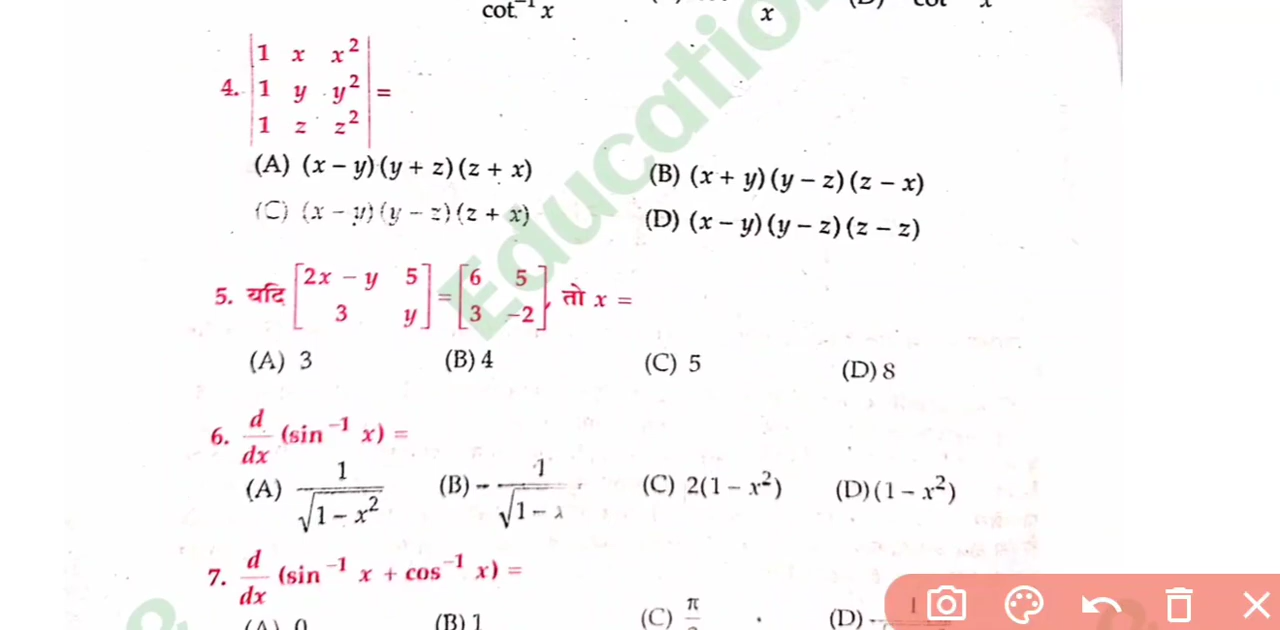 cot⁻¹ x
x
4. |1 x x²|
|1 y y²| =
|1 z z²|
(A) (x – y)(y + z)(z + x) (B) (x + y)(y – z)(z – x)
(C) (x – y)(y – z)(z + x) (D) (x – y)(y – z)(z – z)
5. यदि [2x – y 5; 3 y] = [6 5; 3 –2], तो x =
(A) 3 (B) 4 (C) 5 (D) 8
6. d/dx (sin⁻¹ x) =
(A) 1/√(1 – x²) (B) – 1/√1 – (C) 2(1 – x²) (D) (1 – x²)
7. d/dx (sin⁻¹ x + cos⁻¹ x) =
(A) 0 (B) 1 (C) π (D) – 1
Education